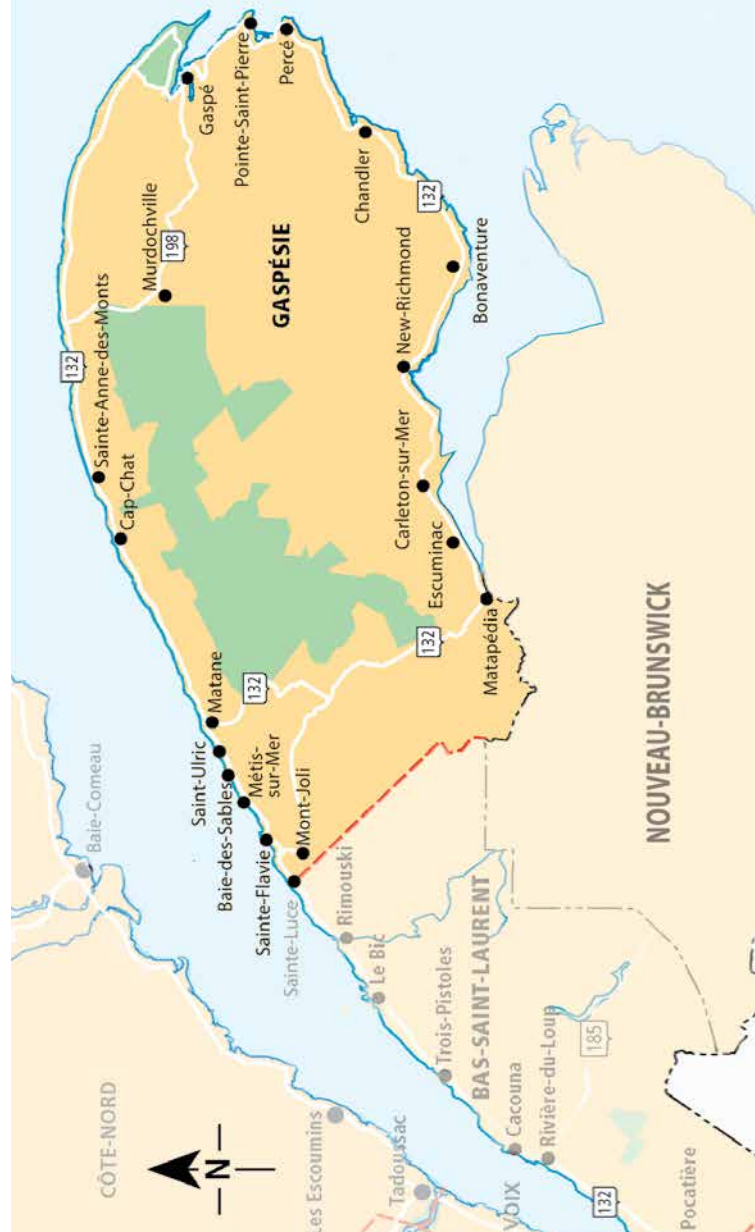 CÔTE-NORD
Baie-Comeau
Les Escoumins
Tadoussac
VOIX
N
132
Sainte-Anne-des-Monts
Cap-Chat
Murdochville
198
Gaspé
Pointe-Saint-Pierre
Percé
Chandler
132
GASPÉSIE
New-Richmond
Bonaventure
Carleton-sur-Mer
Escuminac
Matapédia
132
132
Matane
Saint-Ulric
Baie-des-Sables
Métis-
sur-Mer
Sainte-Flavie
Mont-Joli
Sainte-Luce
Rimouski
Le Bic
Trois-Pistoles
BAS-SAINT-LAURENT
Cacouna
Rivière-du-Loup
185
132
Pocatière
NOUVEAU-BRUNSWICK